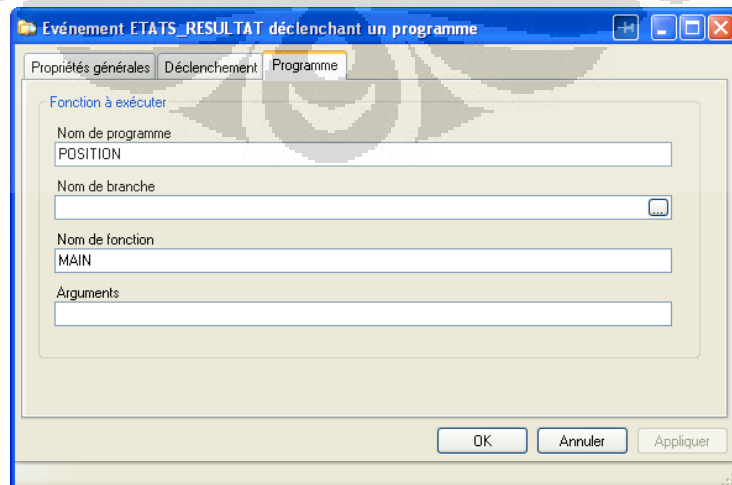 Evénement ETATS_RESULTAT déclenchant un programme
Propriétés générales Déclenchement Programme
Fonction à exécuter
Nom de programme
POSITION
Nom de branche
...
Nom de fonction
MAIN
Arguments
OK Annuler Appliquer